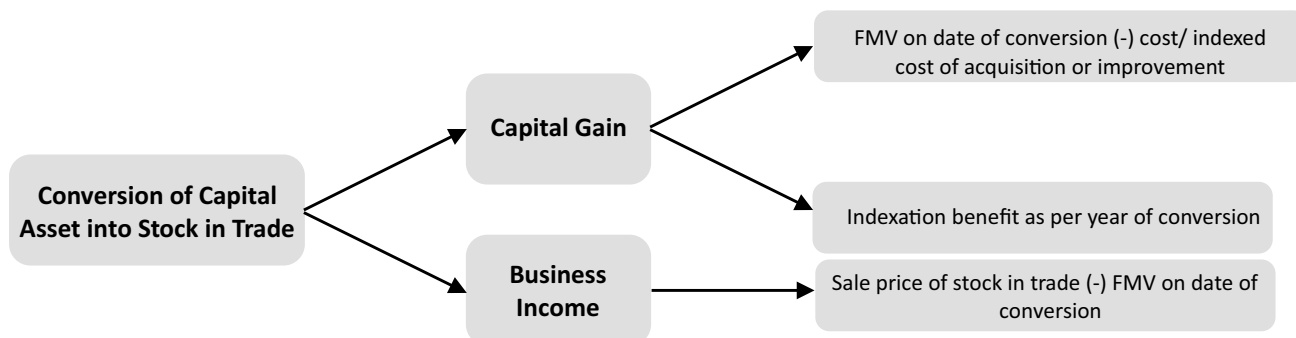 Conversion of Capital
Asset into Stock in Trade
Capital Gain
FMV on date of conversion (-) cost/ indexed
cost of acquisition or improvement
Indexation benefit as per year of conversion
Business
Income
Sale price of stock in trade (-) FMV on date of
conversion